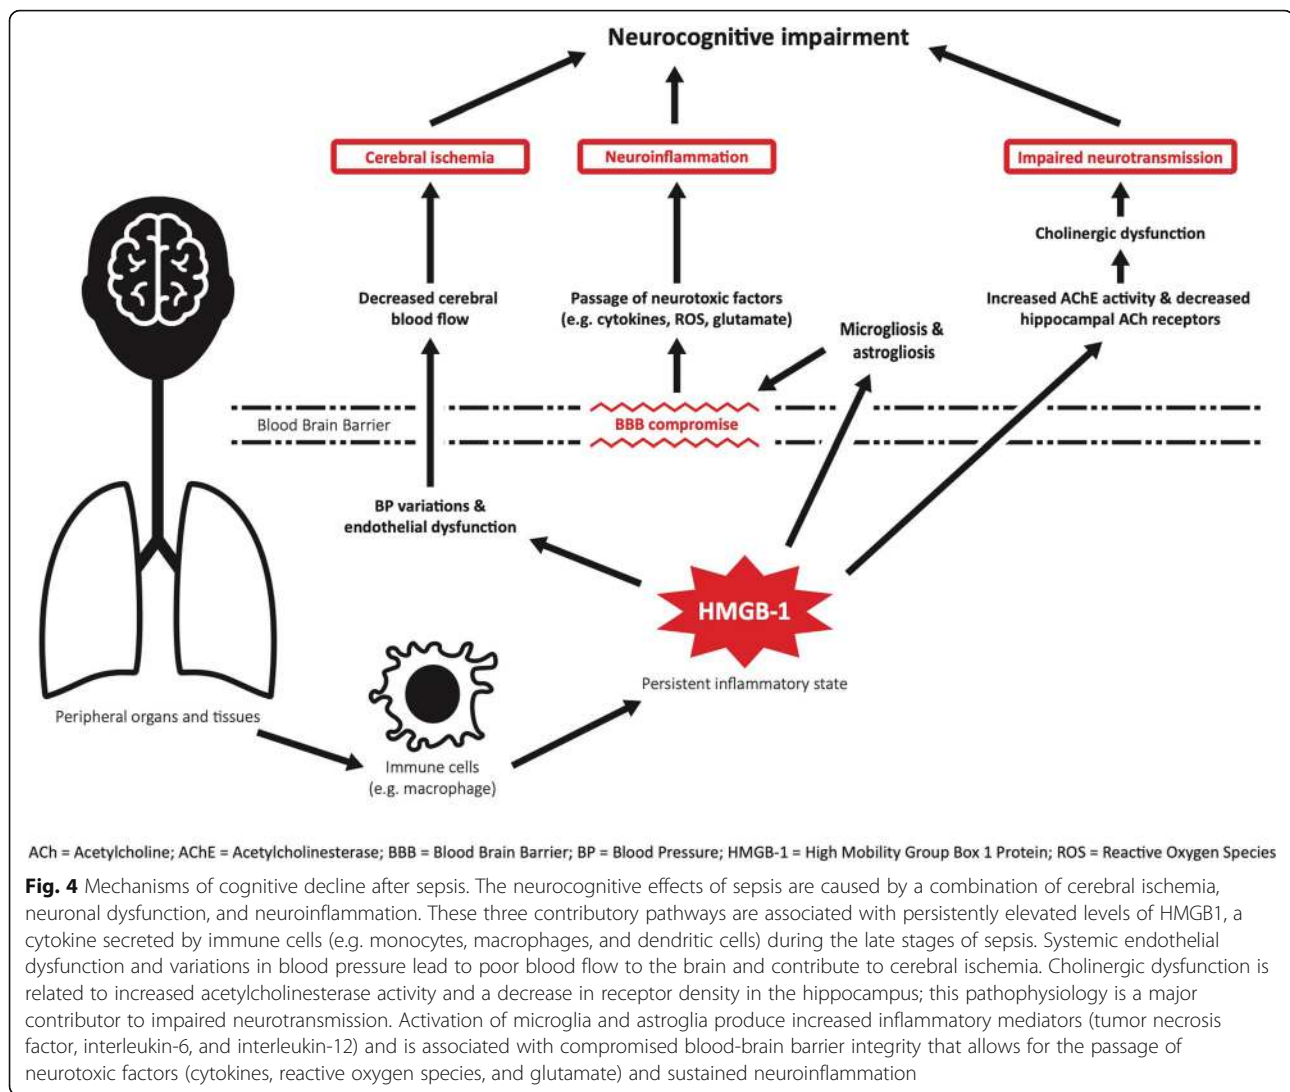 Neurocognitive impairment
Cerebral ischemia
Neuroinflammation
Impaired neurotransmission
Cholinergic dysfunction
Decreased cerebral
blood flow
Passage of neurotoxic factors
(e.g. cytokines, ROS, glutamate)
Microgliosis &
astrogliosis
Increased AChE activity & decreased
hippocampal ACh receptors
Blood Brain Barrier
BBB compromise
BP variations &
endothelial dysfunction
HMGB-1
Persistent inflammatory state
Peripheral organs and tissues
Immune cells
(e.g. macrophage)
ACh = Acetylcholine; AChE = Acetylcholinesterase; BBB = Blood Brain Barrier; BP = Blood Pressure; HMGB-1 = High Mobility Group Box 1 Protein; ROS = Reactive Oxygen Species
Fig. 4 Mechanisms of cognitive decline after sepsis. The neurocognitive effects of sepsis are caused by a combination of cerebral ischemia,
neuronal dysfunction, and neuroinflammation. These three contributory pathways are associated with persistently elevated levels of HMGB1, a
cytokine secreted by immune cells (e.g. monocytes, macrophages, and dendritic cells) during the late stages of sepsis. Systemic endothelial
dysfunction and variations in blood pressure lead to poor blood flow to the brain and contribute to cerebral ischemia. Cholinergic dysfunction is
related to increased acetylcholinesterase activity and a decrease in receptor density in the hippocampus; this pathophysiology is a major
contributor to impaired neurotransmission. Activation of microglia and astroglia produce increased inflammatory mediators (tumor necrosis
factor, interleukin-6, and interleukin-12) and is associated with compromised blood-brain barrier integrity that allows for the passage of
neurotoxic factors (cytokines, reactive oxygen species, and glutamate) and sustained neuroinflammation